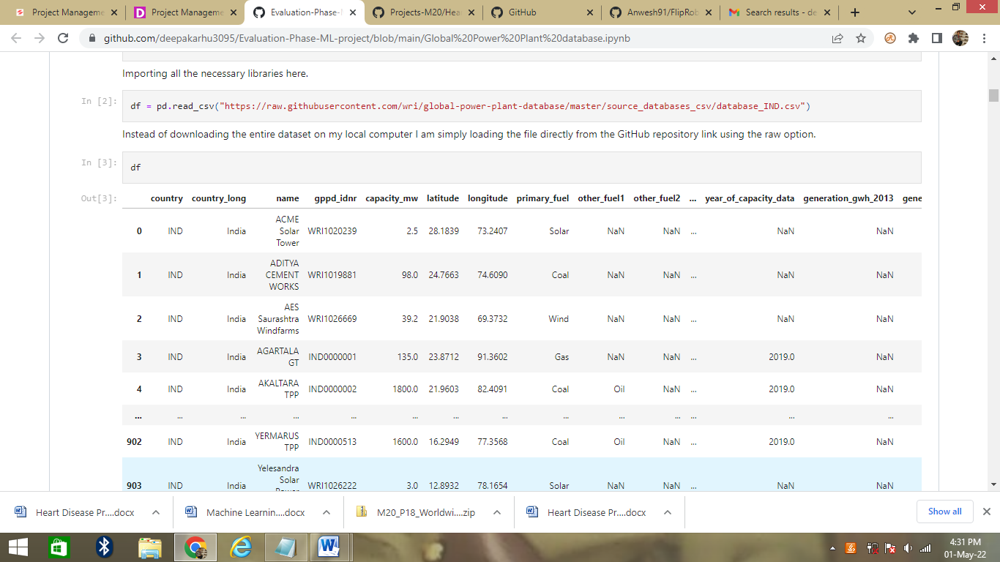 Project Manageme
Project Manageme
Evaluation-Phase-
Projects-M20/Hea
GitHub
Anwesh91/FlipRob
Search results - de
github.com/deepakarhu3095/Evaluation-Phase-ML-project/blob/main/Global%20Power%20Plant%20database.ipynb
Importing all the necessary libraries here.
In [2]: df = pd.read_csv("https://raw.githubusercontent.com/wri/global-power-plant-database/master/source_databases_csv/database_IND.csv")
Instead of downloading the entire dataset on my local computer I am simply loading the file directly from the GitHub repository link using the raw option.
In [3]: df
Out[3]: country country_long name gppd_idnr capacity_mw latitude longitude primary_fuel other_fuel1 other_fuel2 ... year_of_capacity_data generation_gwh_2013 gene
0 IND India ACME Solar Tower WRI1020239 2.5 28.1839 73.2407 Solar NaN NaN ... NaN NaN
1 IND India ADITYA CEMENT WORKS WRI1019881 98.0 24.7663 74.6090 Coal NaN NaN ... NaN NaN
2 IND India AES Saurashtra Windfarms WRI1026669 39.2 21.9038 69.3732 Wind NaN NaN ... NaN NaN
3 IND India AGARTALA GT IND0000001 135.0 23.8712 91.3602 Gas NaN NaN ... 2019.0 NaN
4 IND India AKALTARA TPP IND0000002 1800.0 21.9603 82.4091 Coal Oil NaN ... 2019.0 NaN
... ... ... ... ... ... ... ... ... ... ... ... ... ...
902 IND India YERMARUS TPP IND0000513 1600.0 16.2949 77.3568 Coal Oil NaN ... 2019.0 NaN
903 IND India Yelesandra Solar Power WRI1026222 3.0 12.8932 78.1654 Solar NaN NaN ... NaN NaN
Heart Disease Pr....docx
Machine Learnin....docx
M20_P18_Worldwi....zip
Heart Disease Pr....docx
Show all
4:31 PM
01-May-22